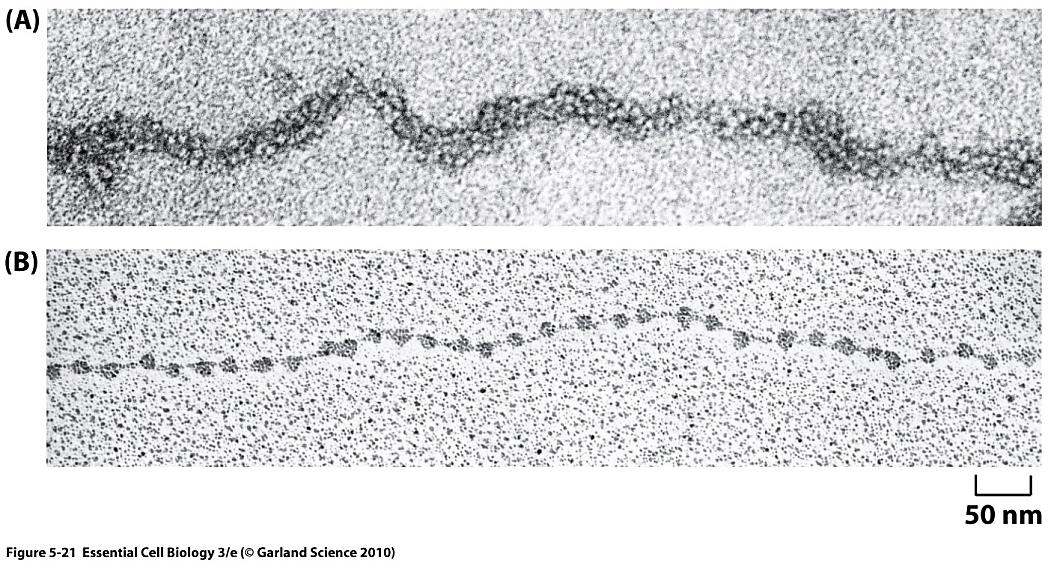 (A)
(B)
50 nm
Figure 5-21 Essential Cell Biology 3/e (© Garland Science 2010)